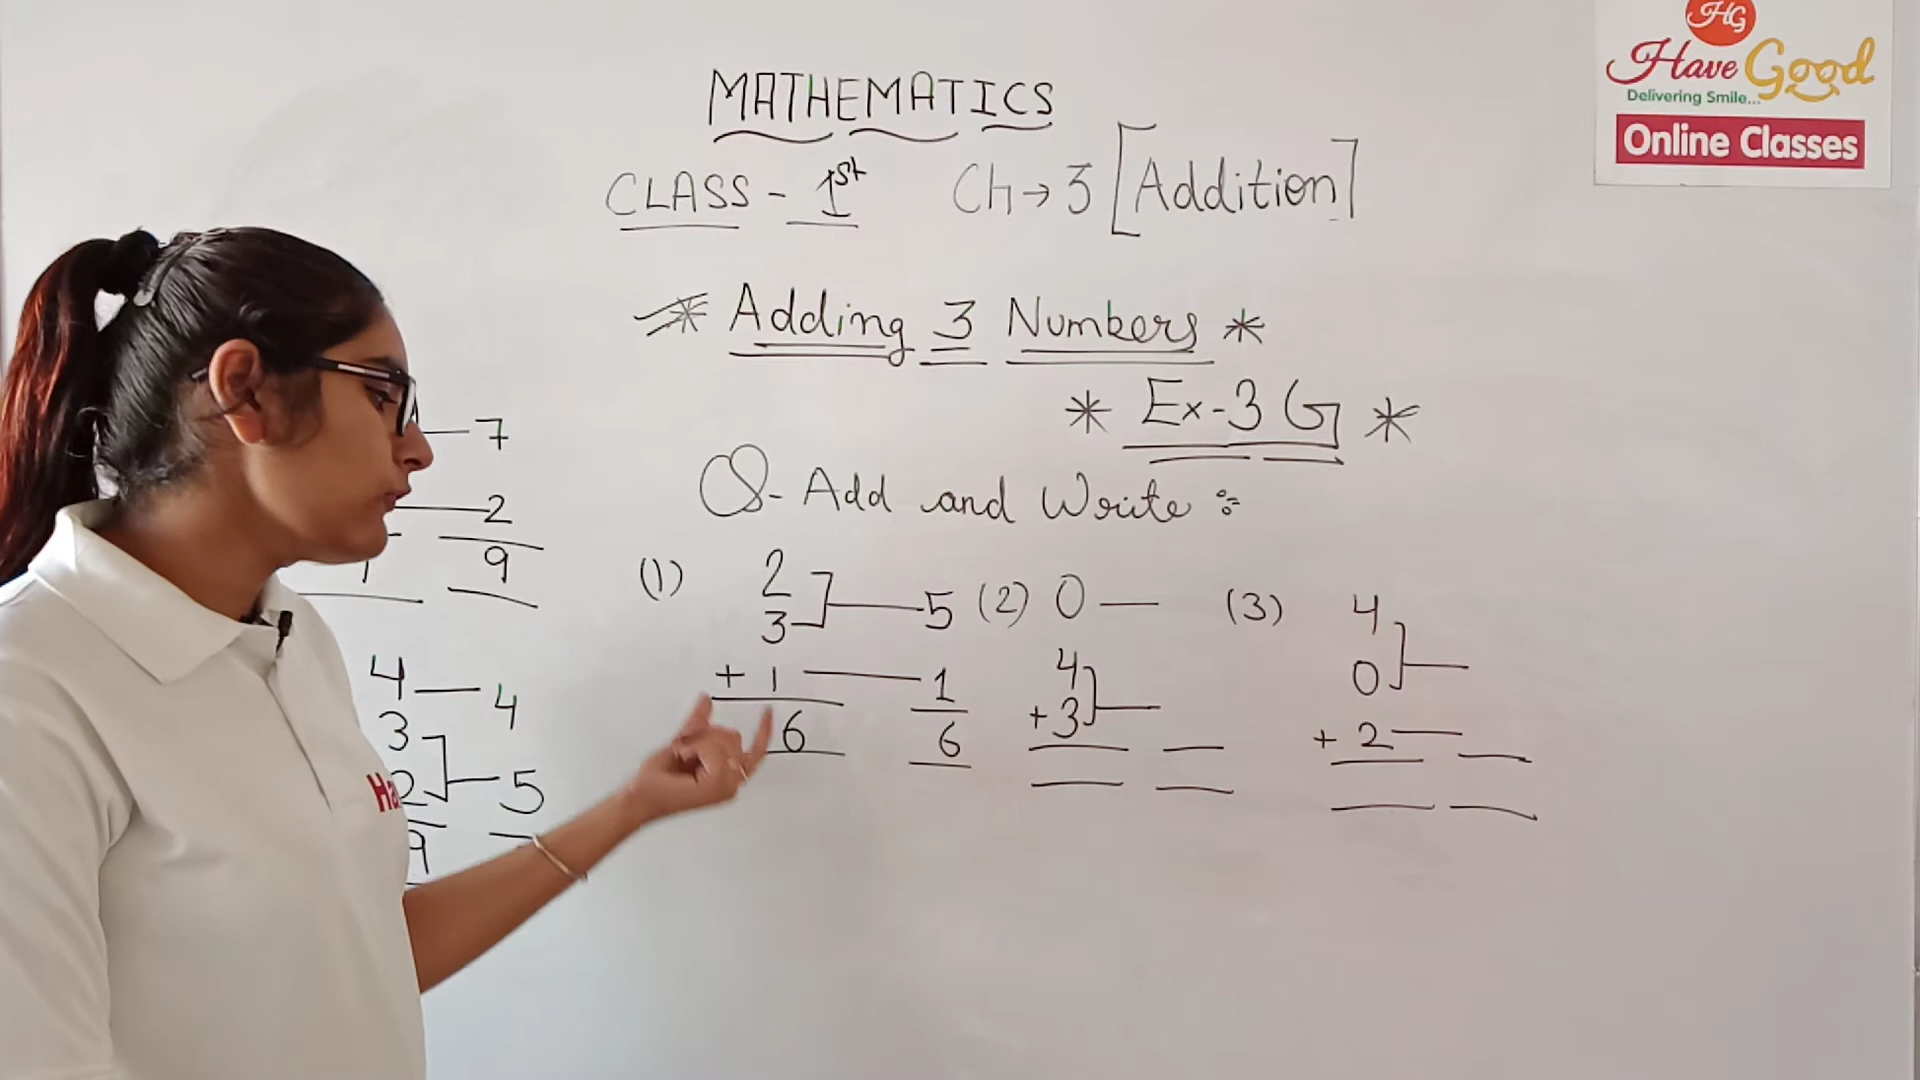 HG
Have Good
Delivering Smile...
Online Classes
MATHEMATICS
CLASS - 1st Ch → 3 [Addition]
* Adding 3 Numbers *
* Ex-3G *
Q- Add and Write :-
7
2
9
4 — 4
3
2 — 5
9
(1) 2
3 — 5
+ 1 — 1
6 6
(2) 0 —
4
+ 3 —
(3) 4
0 —
+ 2 —